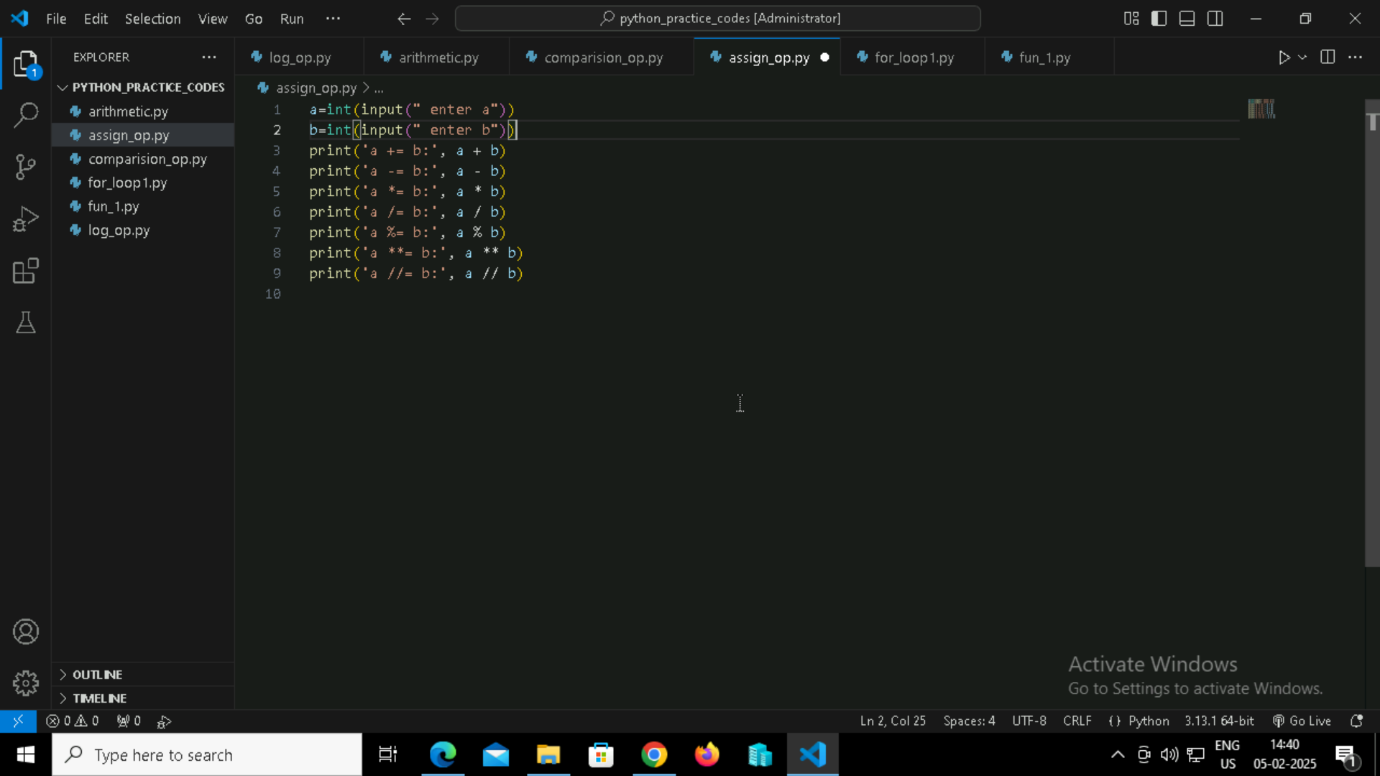 File Edit Selection View Go Run ... python_practice_codes [Administrator]
EXPLORER ... log_op.py arithmetic.py comparision_op.py assign_op.py for_loop1.py fun_1.py ...
PYTHON_PRACTICE_CODES
arithmetic.py
assign_op.py
comparision_op.py
for_loop1.py
fun_1.py
log_op.py
assign_op.py > ...
1 a=int(input(" enter a"))
2 b=int(input(" enter b"))
3 print('a += b:', a + b)
4 print('a -= b:', a - b)
5 print('a *= b:', a * b)
6 print('a /= b:', a / b)
7 print('a %= b:', a % b)
8 print('a **= b:', a ** b)
9 print('a //= b:', a // b)
10
1
T
OUTLINE
TIMELINE
Activate Windows
Go to Settings to activate Windows.
0 0 0 Ln 2, Col 25 Spaces: 4 UTF-8 CRLF {} Python 3.13.1 64-bit Go Live
Type here to search
ENG
US
14:40
05-02-2025
1